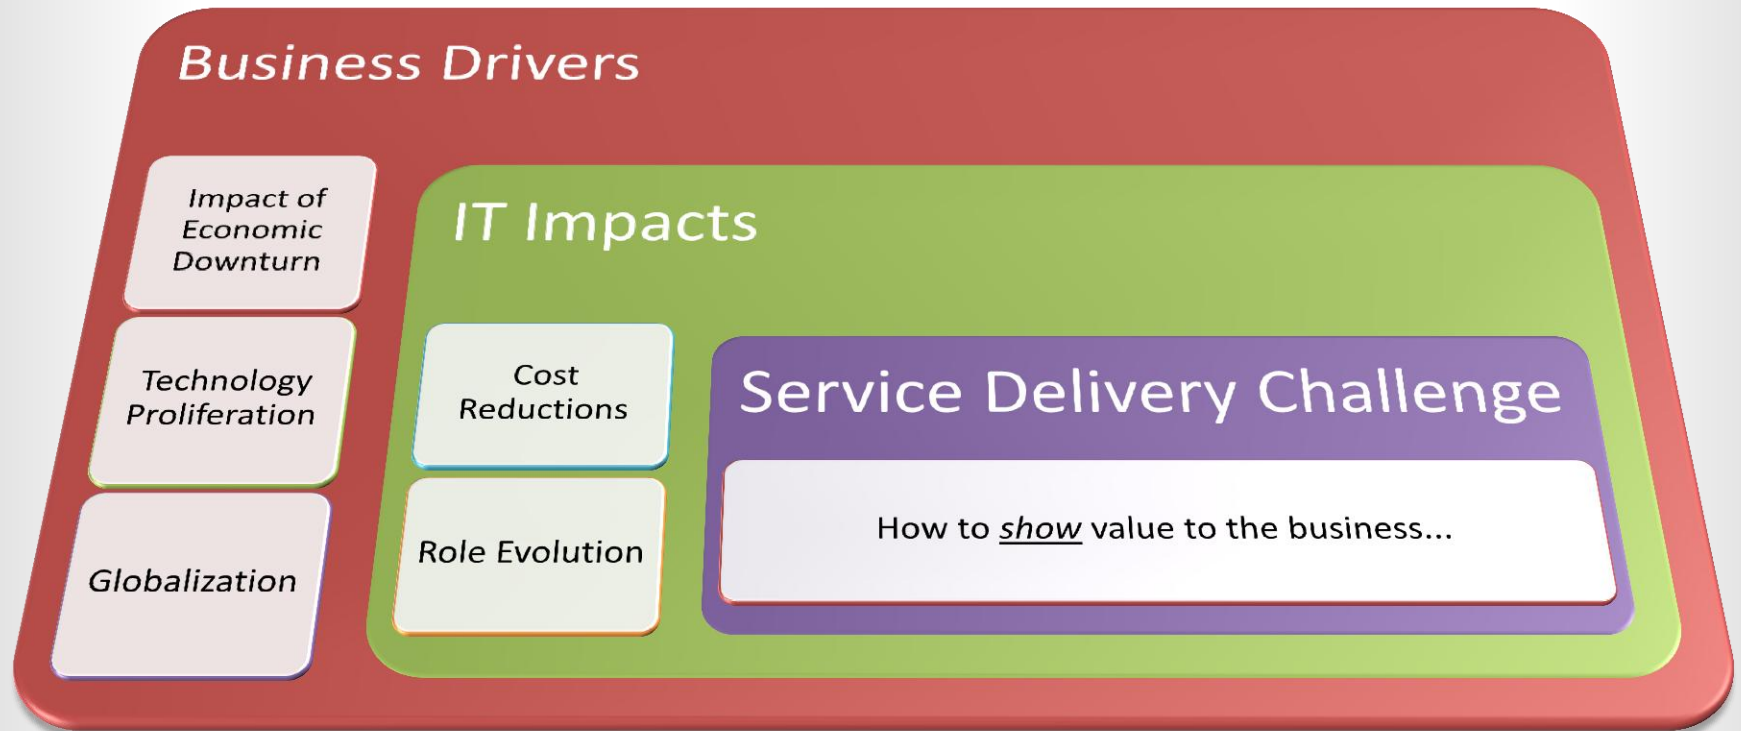 Business Drivers
Impact of
Economic
Downturn
Technology
Proliferation
Globalization
IT Impacts
Cost
Reductions
Role Evolution
Service Delivery Challenge
How to show value to the business...